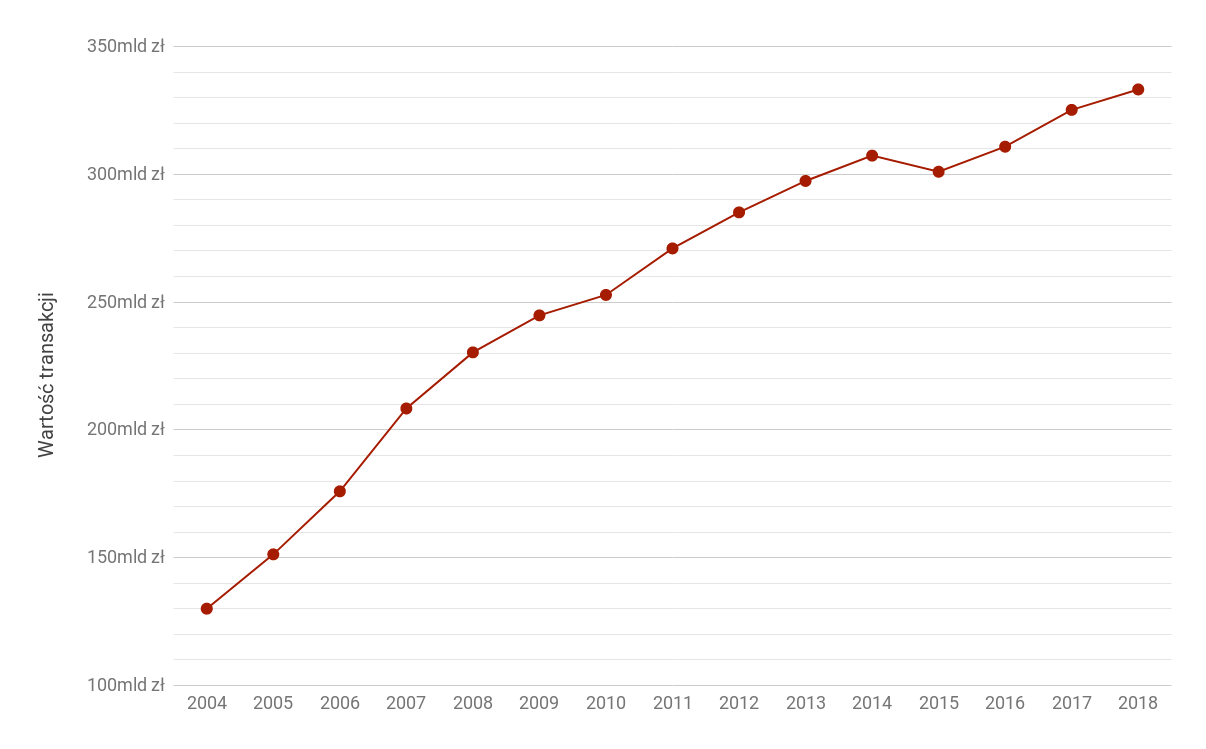 350mld zł
300mld zł
250mld zł
200mld zł
150mld zł
100mld zł
Wartość transakcji
2004 2005 2006 2007 2008 2009 2010 2011 2012 2013 2014 2015 2016 2017 2018